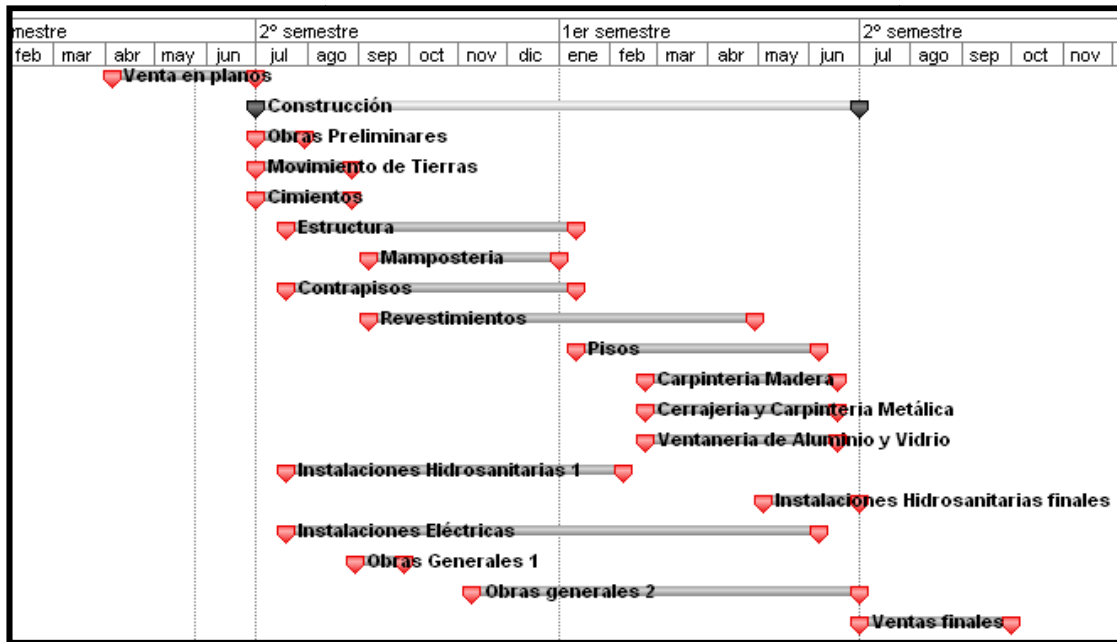 mestre 2º semestre 1er semestre 2º semestre
feb mar abr may jun jul ago sep oct nov dic ene feb mar abr may jun jul ago sep oct nov
Venta en planos
Construcción
Obras Preliminares
Movimiento de Tierras
Cimientos
Estructura
Mamposteria
Contrapisos
Revestimientos
Pisos
Carpinteria Madera
Cerrajeria y Carpinteria Metálica
Ventaneria de Aluminio y Vidrio
Instalaciones Hidrosanitarias 1
Instalaciones Hidrosanitarias finales
Instalaciones Eléctricas
Obras Generales 1
Obras generales 2
Ventas finales